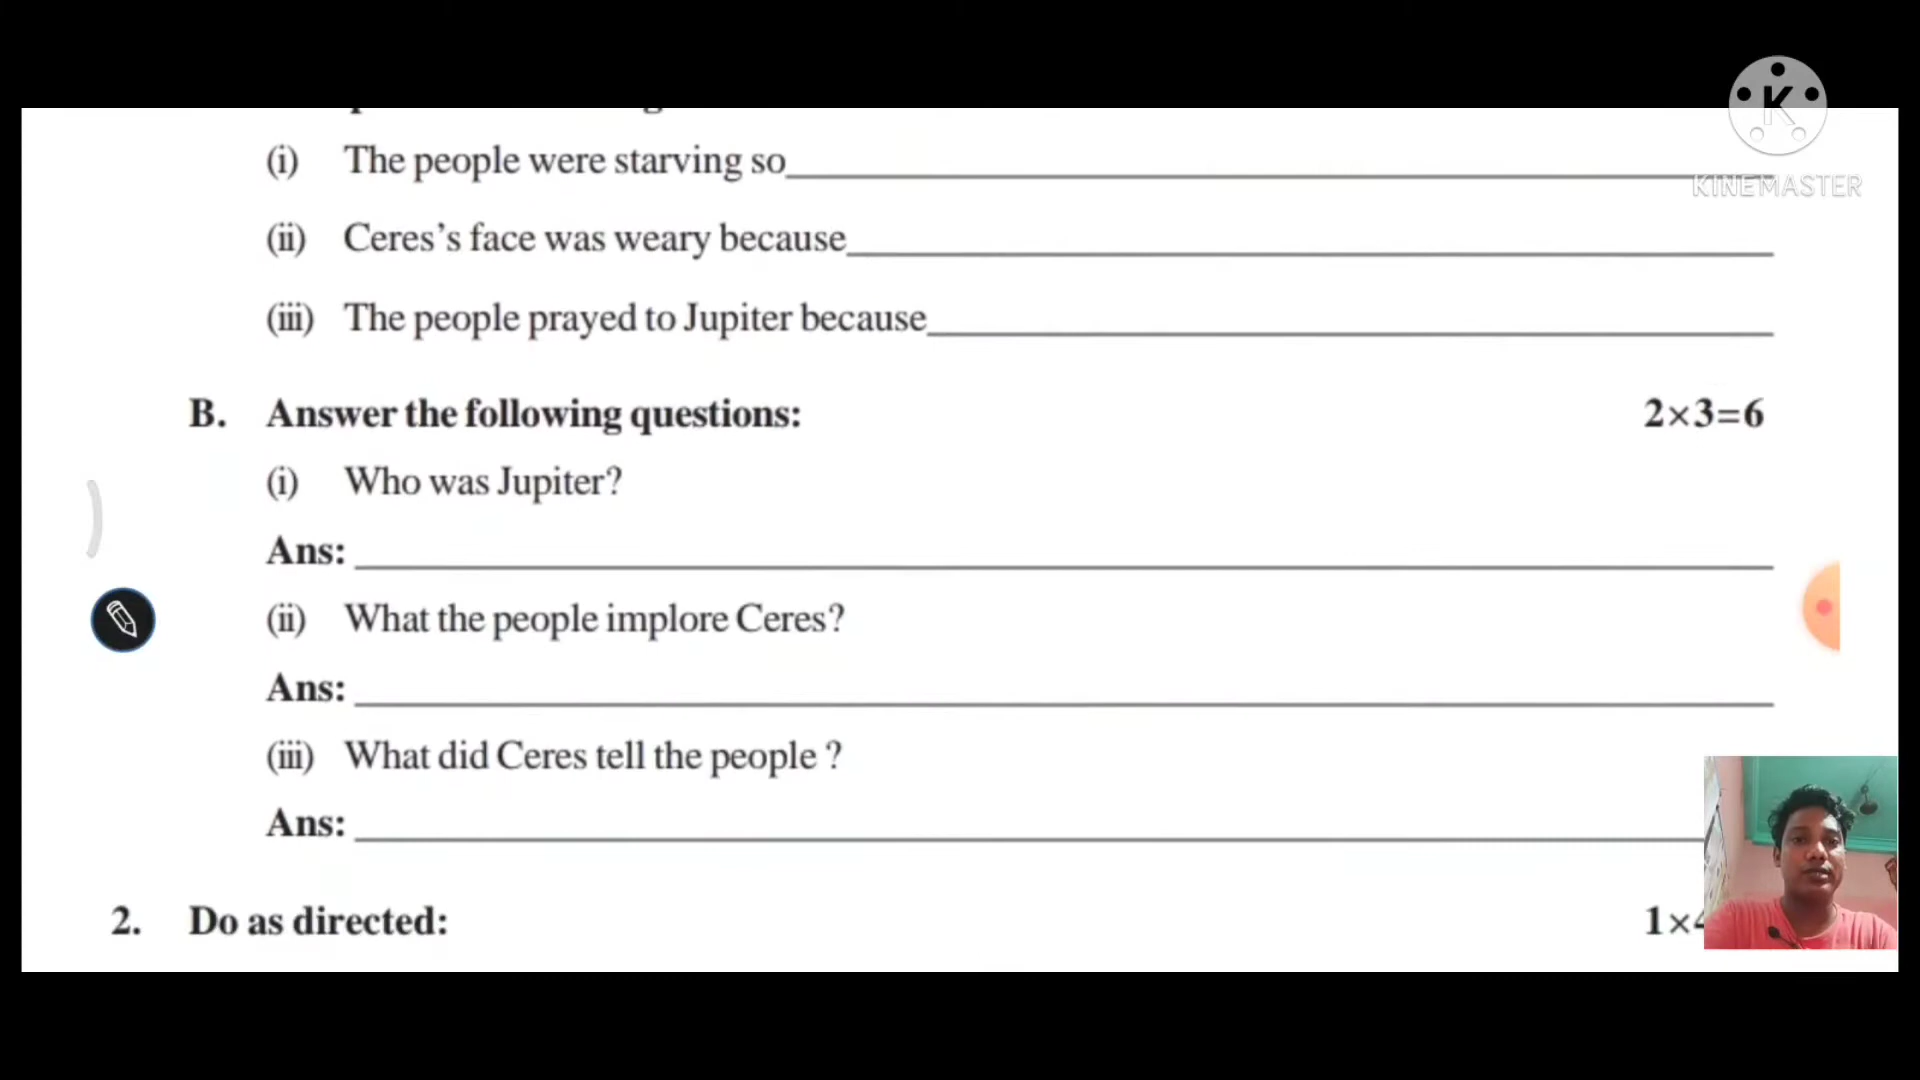 K
KINEMASTER
(i) The people were starving so
(ii) Ceres's face was weary because
(iii) The people prayed to Jupiter because
B. Answer the following questions: 2×3=6
(i) Who was Jupiter?
Ans:
(ii) What the people implore Ceres?
Ans:
(iii) What did Ceres tell the people ?
Ans:
2. Do as directed: 1×4